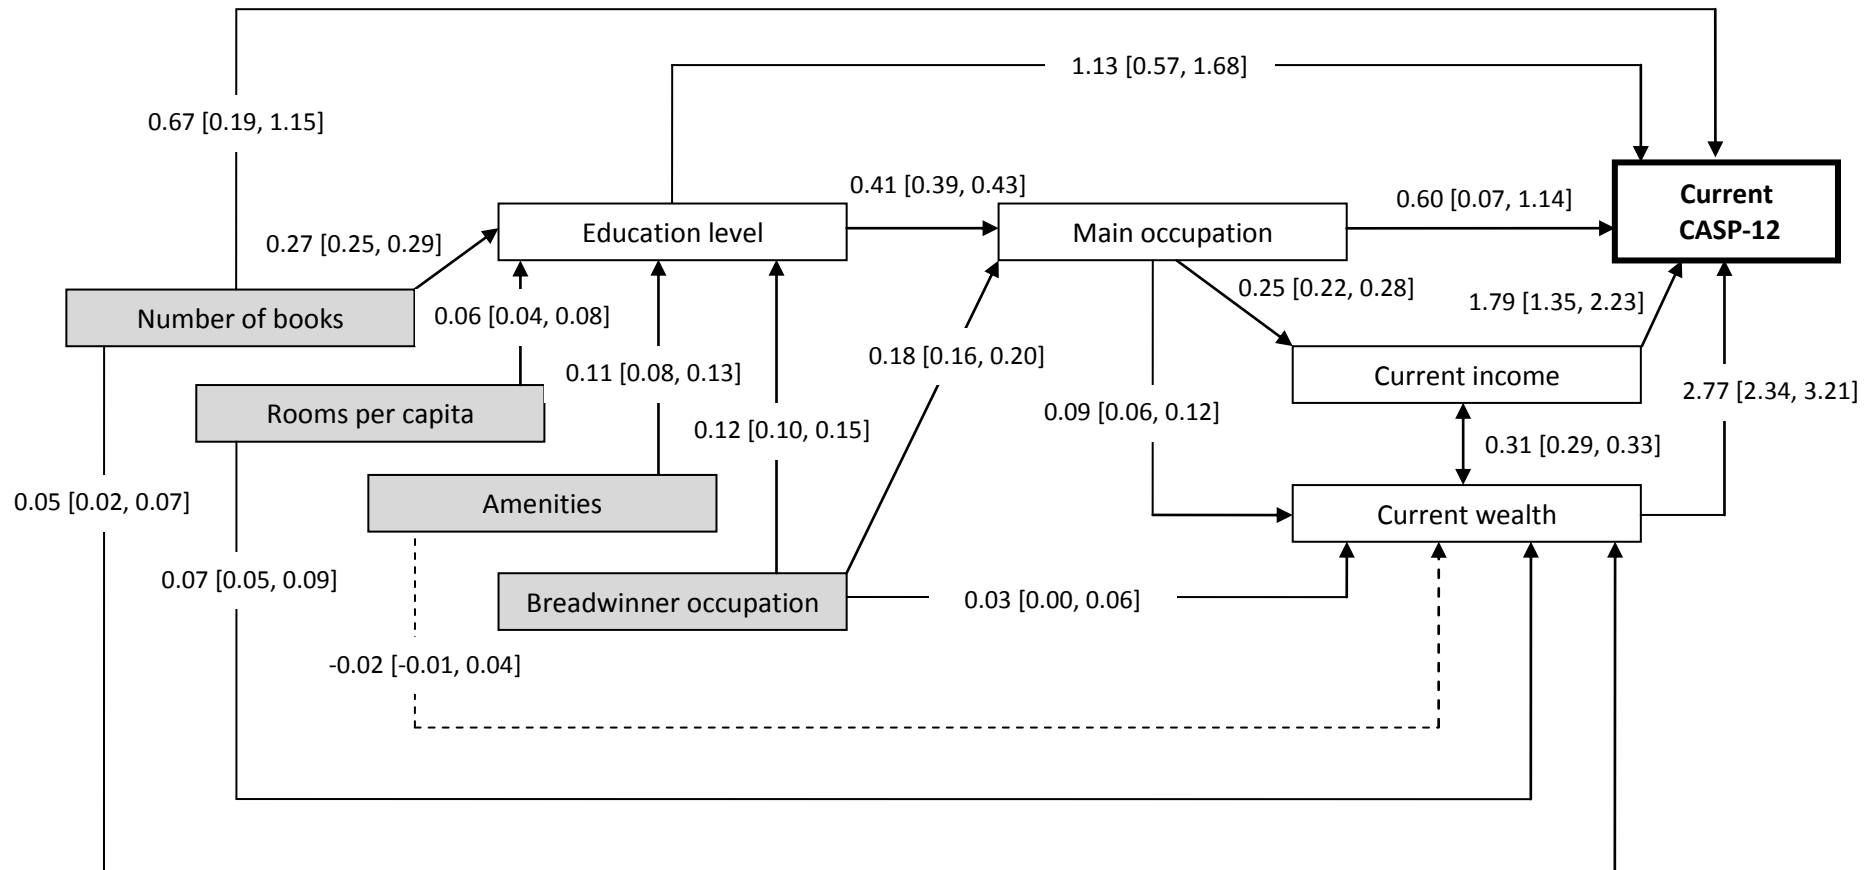 1.13 [0.57, 1.68]
0.67 [0.19, 1.15]
0.41 [0.39, 0.43]
0.60 [0.07, 1.14]
Current
CASP-12
Education level
Main occupation
0.27 [0.25, 0.29]
0.25 [0.22, 0.28]
1.79 [1.35, 2.23]
Number of books
0.06 [0.04, 0.08]
0.18 [0.16, 0.20]
0.11 [0.08, 0.13]
Current income
2.77 [2.34, 3.21]
Rooms per capita
0.09 [0.06, 0.12]
0.12 [0.10, 0.15]
0.31 [0.29, 0.33]
0.05 [0.02, 0.07]
Amenities
Current wealth
0.07 [0.05, 0.09]
Breadwinner occupation
0.03 [0.00, 0.06]
-0.02 [-0.01, 0.04]